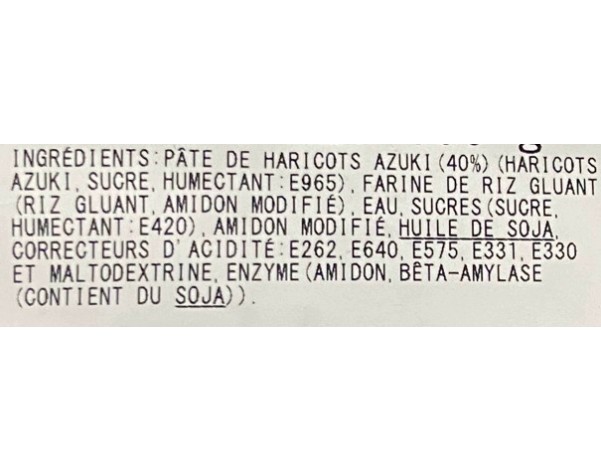 INGRÉDIENTS:PÂTE DE HARICOTS AZUKI(40%)(HARICOTS
AZUKI, SUCRE, HUMECTANT:E965), FARINE DE RIZ GLUANT
(RIZ GLUANT, AMIDON MODIFIÉ), EAU, SUCRES(SUCRE,
HUMECTANT:E420), AMIDON MODIFIÉ, HUILE DE SOJA,
CORRECTEURS D'ACIDITÉ:E262, E640, E575, E331, E330
ET MALTODEXTRINE, ENZYME(AMIDON, BÊTA-AMYLASE
(CONTIENT DU SOJA)).